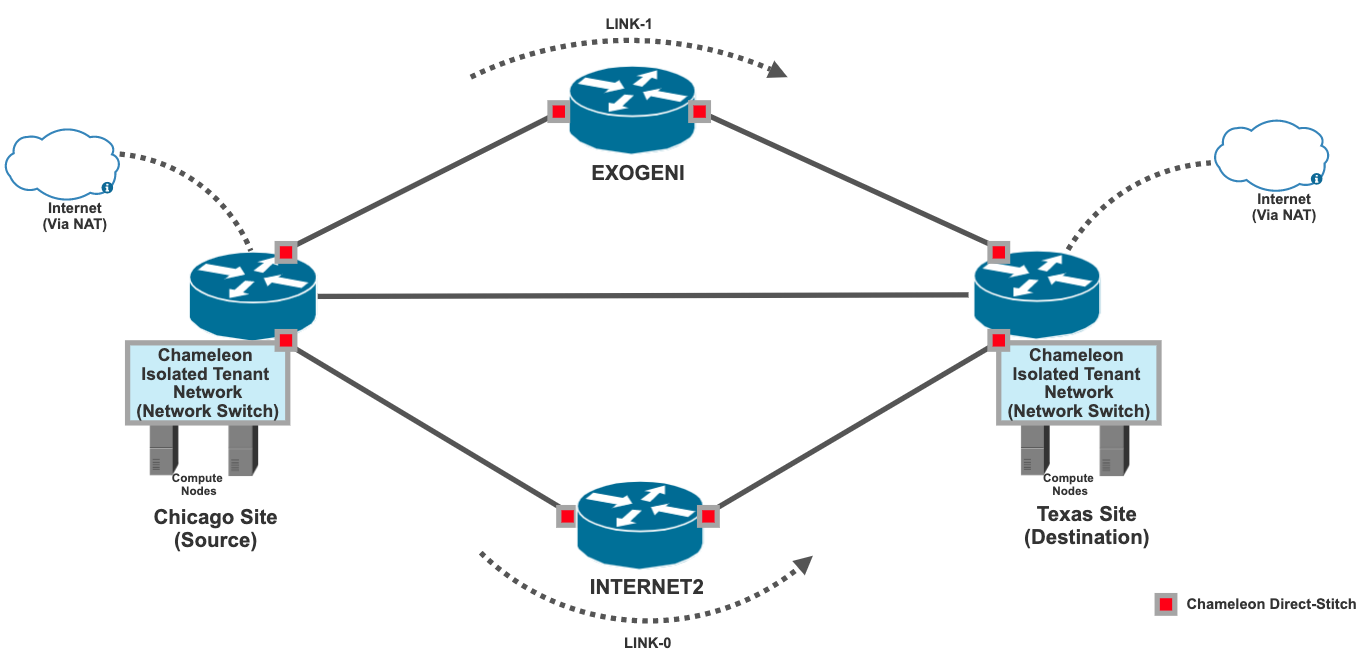 LINK-1
EXOGENI
Internet
(Via NAT)
Internet
(Via NAT)
Chameleon
Isolated Tenant
Network
(Network Switch)
Compute
Nodes
Chicago Site
(Source)
Chameleon
Isolated Tenant
Network
(Network Switch)
Compute
Nodes
Texas Site
(Destination)
INTERNET2
LINK-0
Chameleon Direct-Stitch